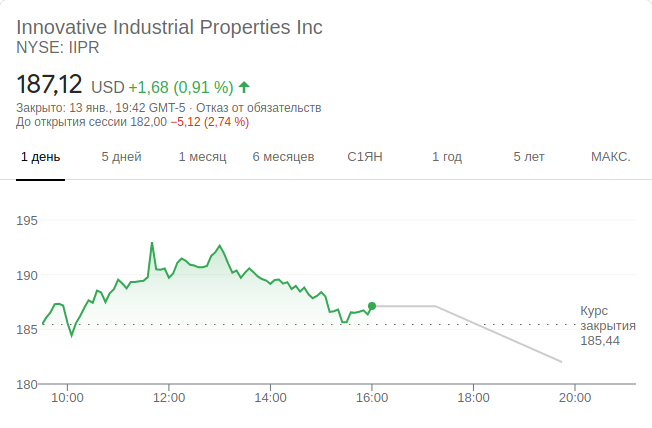 Innovative Industrial Properties Inc
NYSE: IIPR
187,12 USD +1,68 (0,91 %)
Закрыто: 13 янв., 19:42 GMT-5 · Отказ от обязательств
До открытия сессии 182,00 −5,12 (2,74 %)
1 день 5 дней 1 месяц 6 месяцев С1ЯН 1 год 5 лет МАКС.
195
190
185
180
Курс
закрытия
185,44
10:00 12:00 14:00 16:00 18:00 20:00